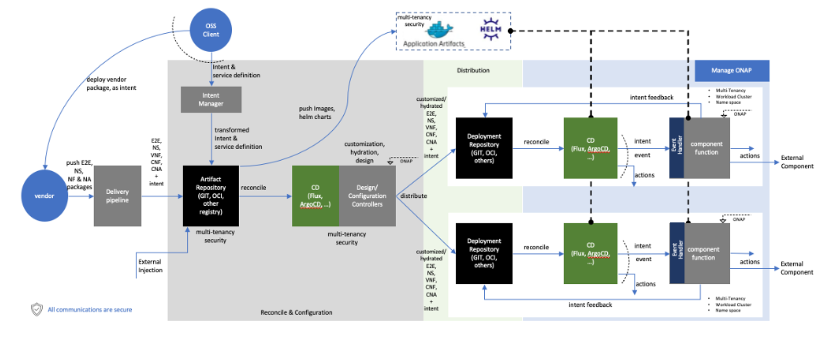 OSS
Client
deploy vendor
package, as intent
Intent &
service definition
Intent
Manager
transformed
Intent &
service definition
push Images,
helm charts
multi-tenancy
security
HELM
Application Artifacts
Distribution
Manage ONAP
vendor
push E2E,
NS,
NF & NA
packages
Delivery
pipeline
E2E,
NS,
VNF,
CNF,
CNA
+
intent
Artifact
Repository
(GIT, OCI,
other
registry)
multi-tenancy
security
External
Injection
reconcile
CD
(Flux,
ArgoCD, ...)
Design/
Configuration
Controllers
multi-tenancy
security
customization,
hydration,
design
ONAP
distribute
customized/
hydrated
E2E,
NS,
VNF,
CNF,
CNA
+
intent
Deployment
Repository
(GIT, OCI,
others)
reconcile
CD
(Flux, ArgoCD,
...)
intent
event
actions
Event
Handler
component
function
intent feedback
Multi-Tenancy
Workload Cluster
Name space
ONAP
actions
External
Component
customized/
hydrated
E2E,
NS,
VNF,
CNF,
CNA
+
intent
Deployment
Repository
(GIT, OCI,
others)
reconcile
CD
(Flux, ArgoCD,
...)
intent
event
actions
Event
Handler
component
function
ONAP
actions
External
Component
intent feedback
Multi-Tenancy
Workload Cluster
Name space
All communications are secure
Reconcile & Configuration